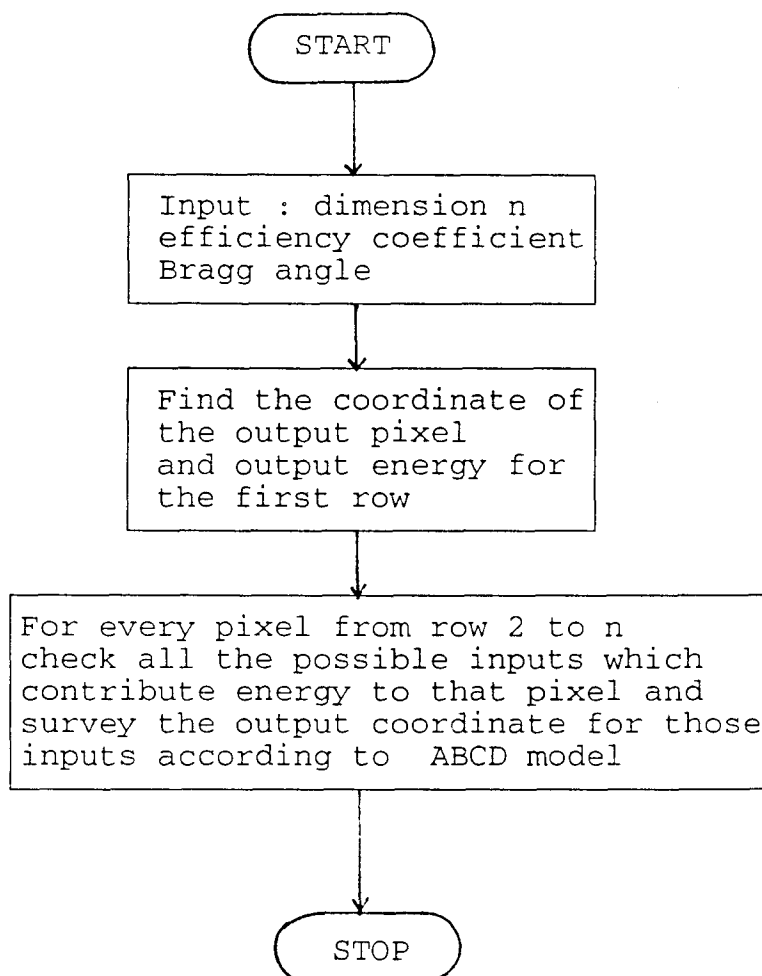 START
Input : dimension n
efficiency coefficient
Bragg angle
Find the coordinate of
the output pixel
and output energy for
the first row
For every pixel from row 2 to n
check all the possible inputs which
contribute energy to that pixel and
survey the output coordinate for those
inputs according to ABCD model
STOP